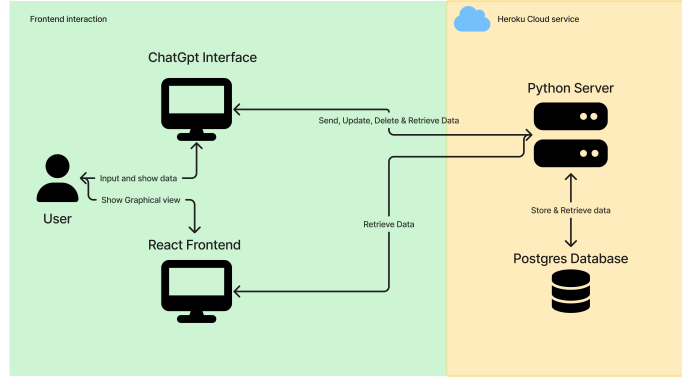 Frontend interaction
Heroku Cloud service
ChatGpt Interface
Python Server
Send, Update, Delete & Retrieve Data
Input and show data
Show Graphical view
User
Store & Retrieve data
Retrieve Data
React Frontend
Postgres Database